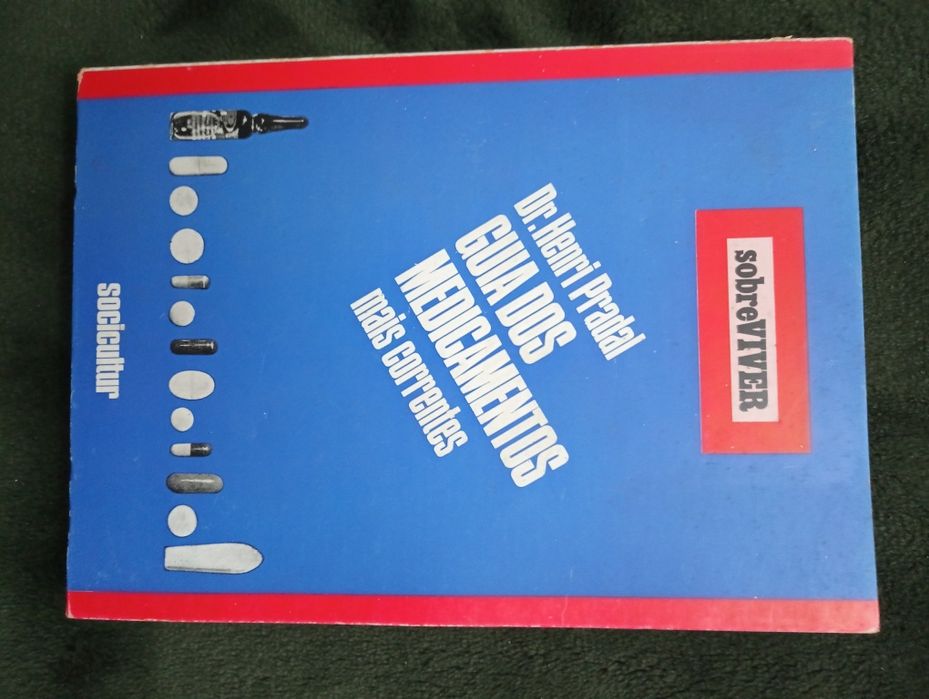 sobreVIVER
Dr. Henri Pradal
GUIA DOS
MEDICAMENTOS
mais correntes
socicultur